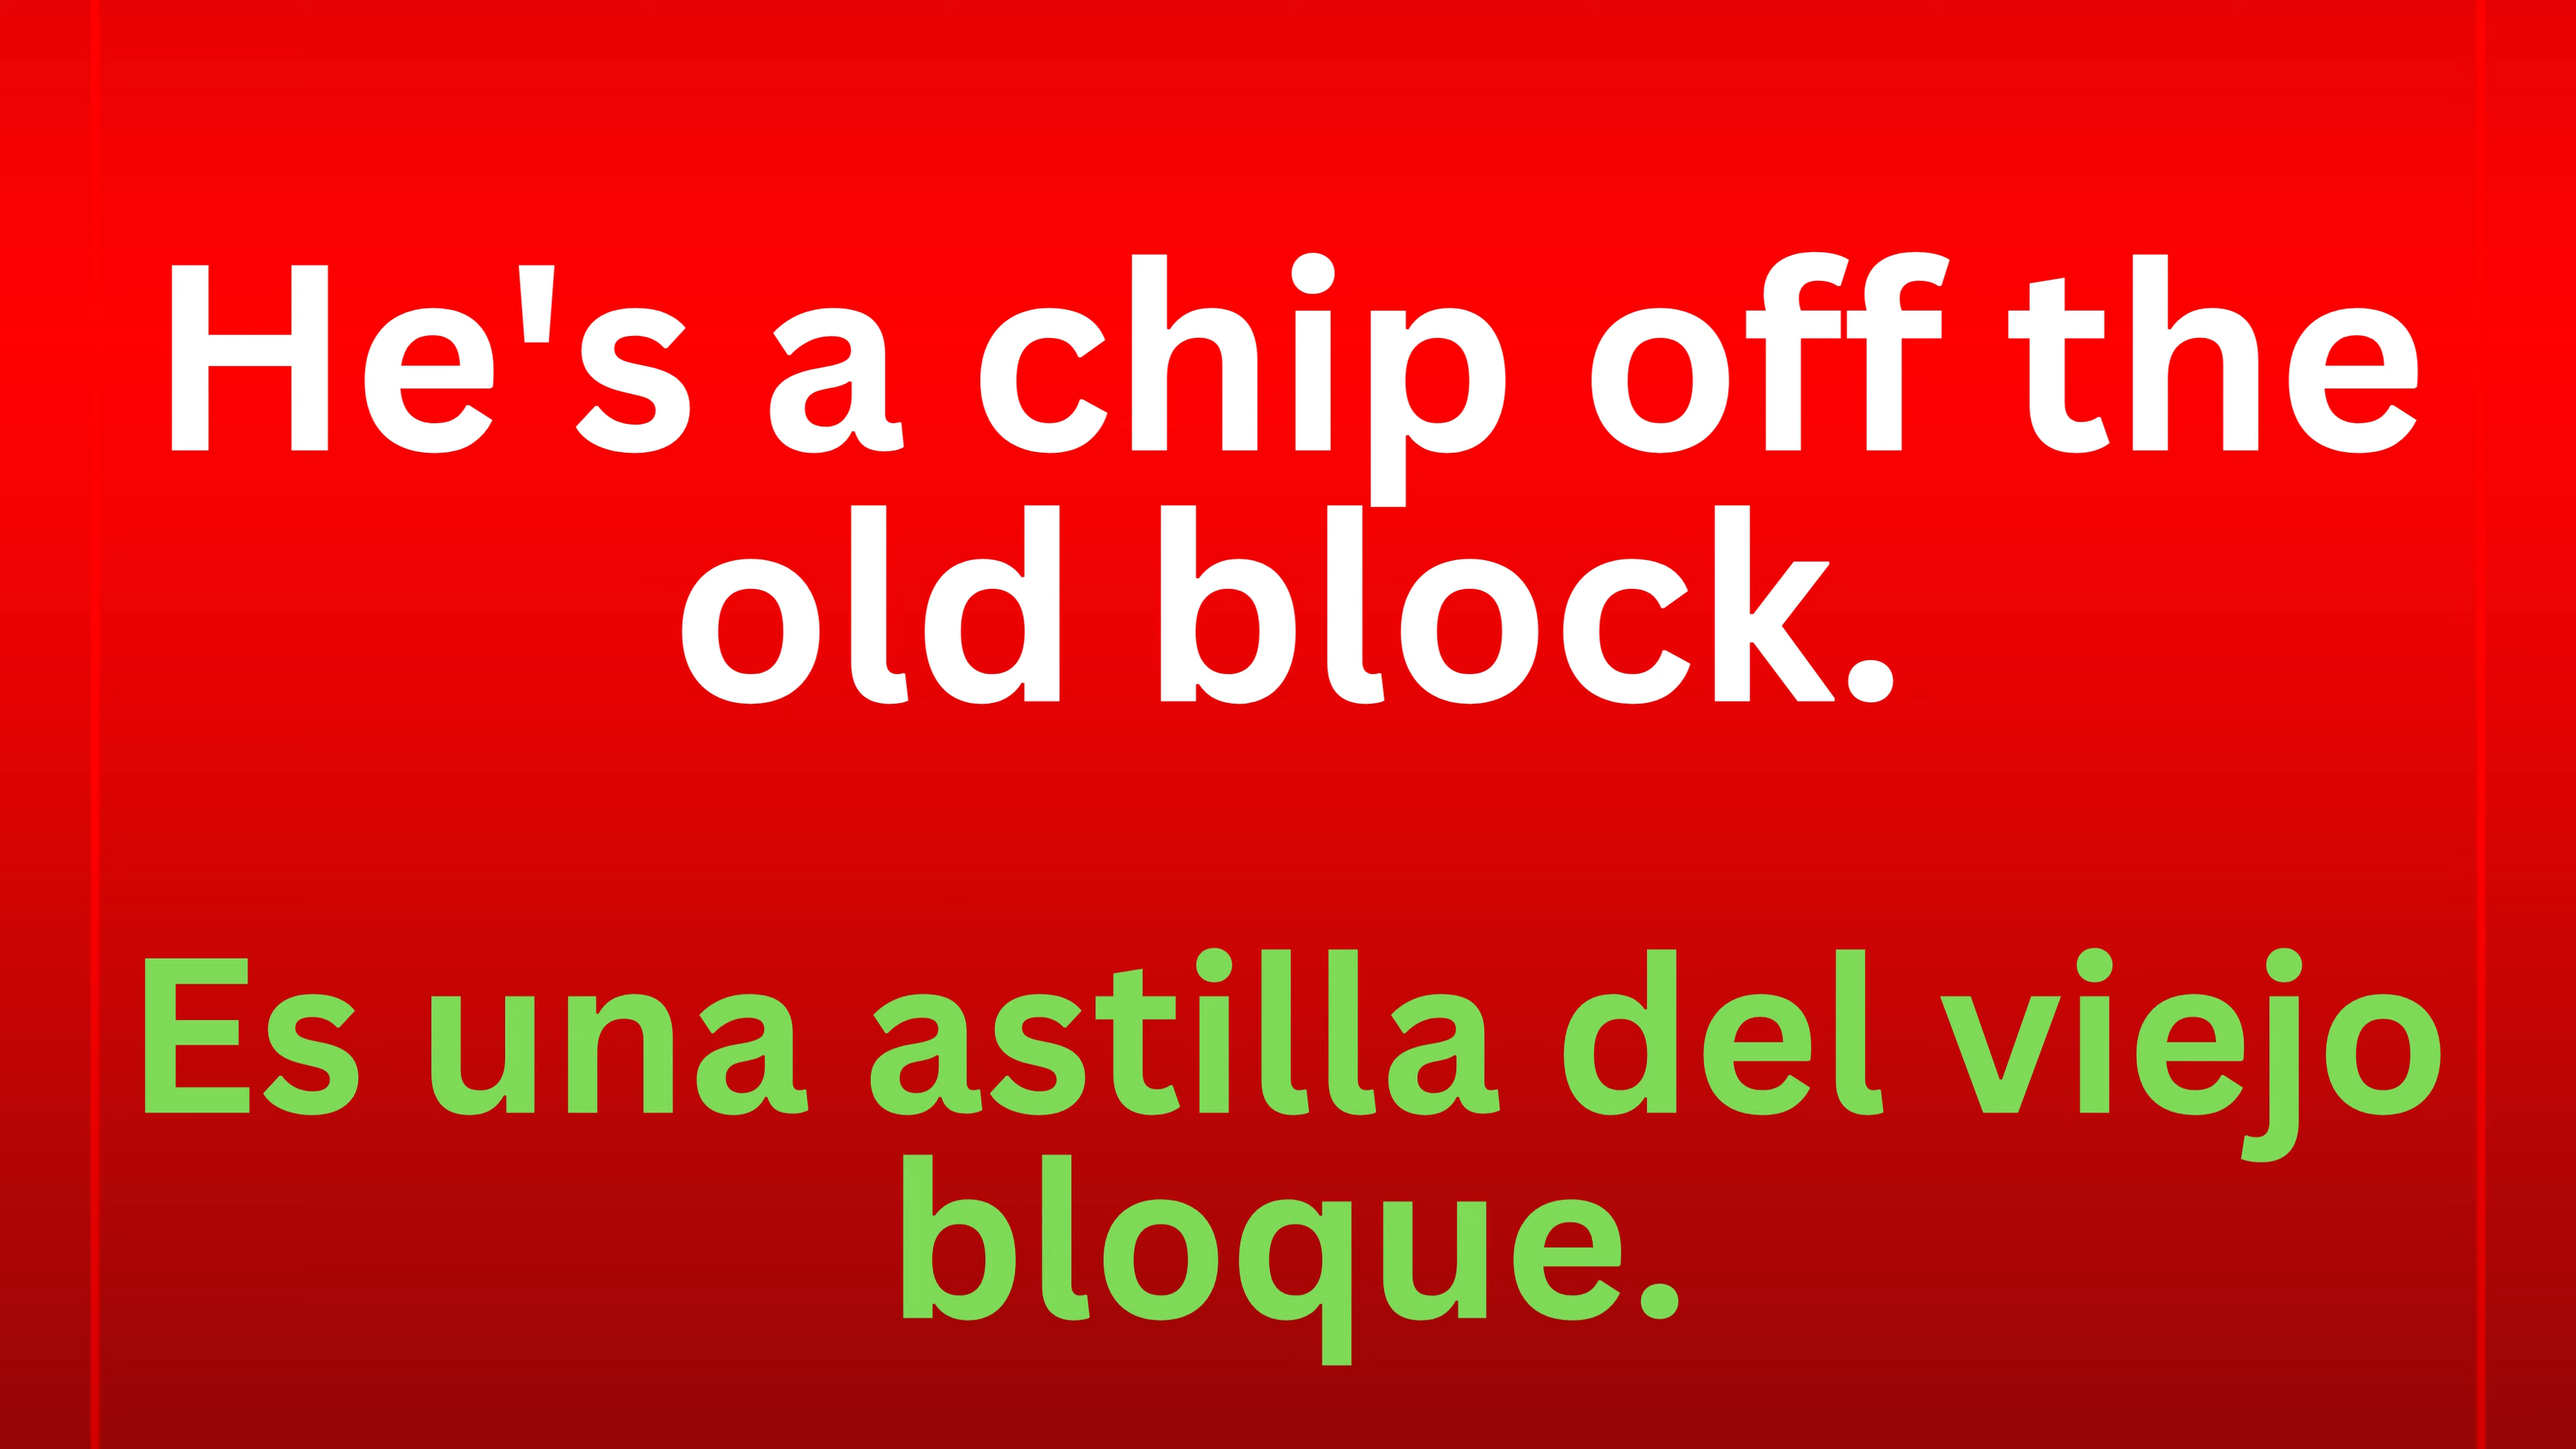 He's a chip off the
old block.
Es una astilla del viejo
bloque.